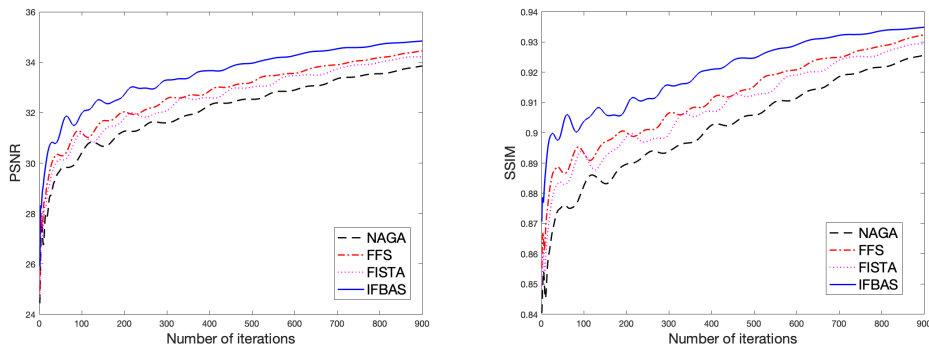 36
34
32
30
28
26
24
PSNR
0 100 200 300 400 500 600 700 800 900
Number of iterations
NAGA
FFS
FISTA
IFBAS
0.94
0.93
0.92
0.91
0.9
0.89
0.88
0.87
0.86
0.85
0.84
SSIM
0 100 200 300 400 500 600 700 800 900
Number of iterations
NAGA
FFS
FISTA
IFBAS